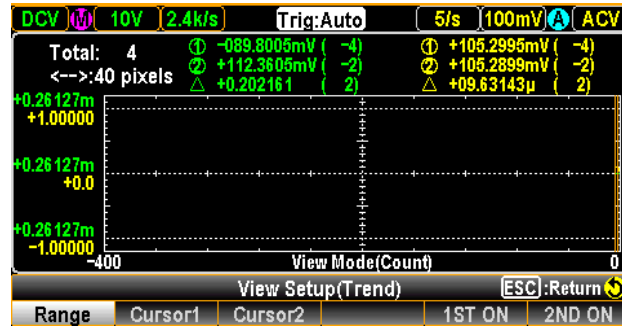 DCV M 10V 2.4k/s Trig:Auto 5/s 100mV A ACV
Total: 4 ① -089.8005mV ( -4) ① +105.2995mV ( -4)
<-->:40 pixels ② +112.3605mV ( -2) ② +105.2899mV ( -2)
△ +0.202161 ( 2) △ +09.63143μ ( 2)
+0.26127m
+1.00000
+0.26127m
+0.0
+0.26127m
-1.00000
-400 View Mode(Count) 0
View Setup(Trend) ESC:Return
Range Cursor1 Cursor2 1ST ON 2ND ON